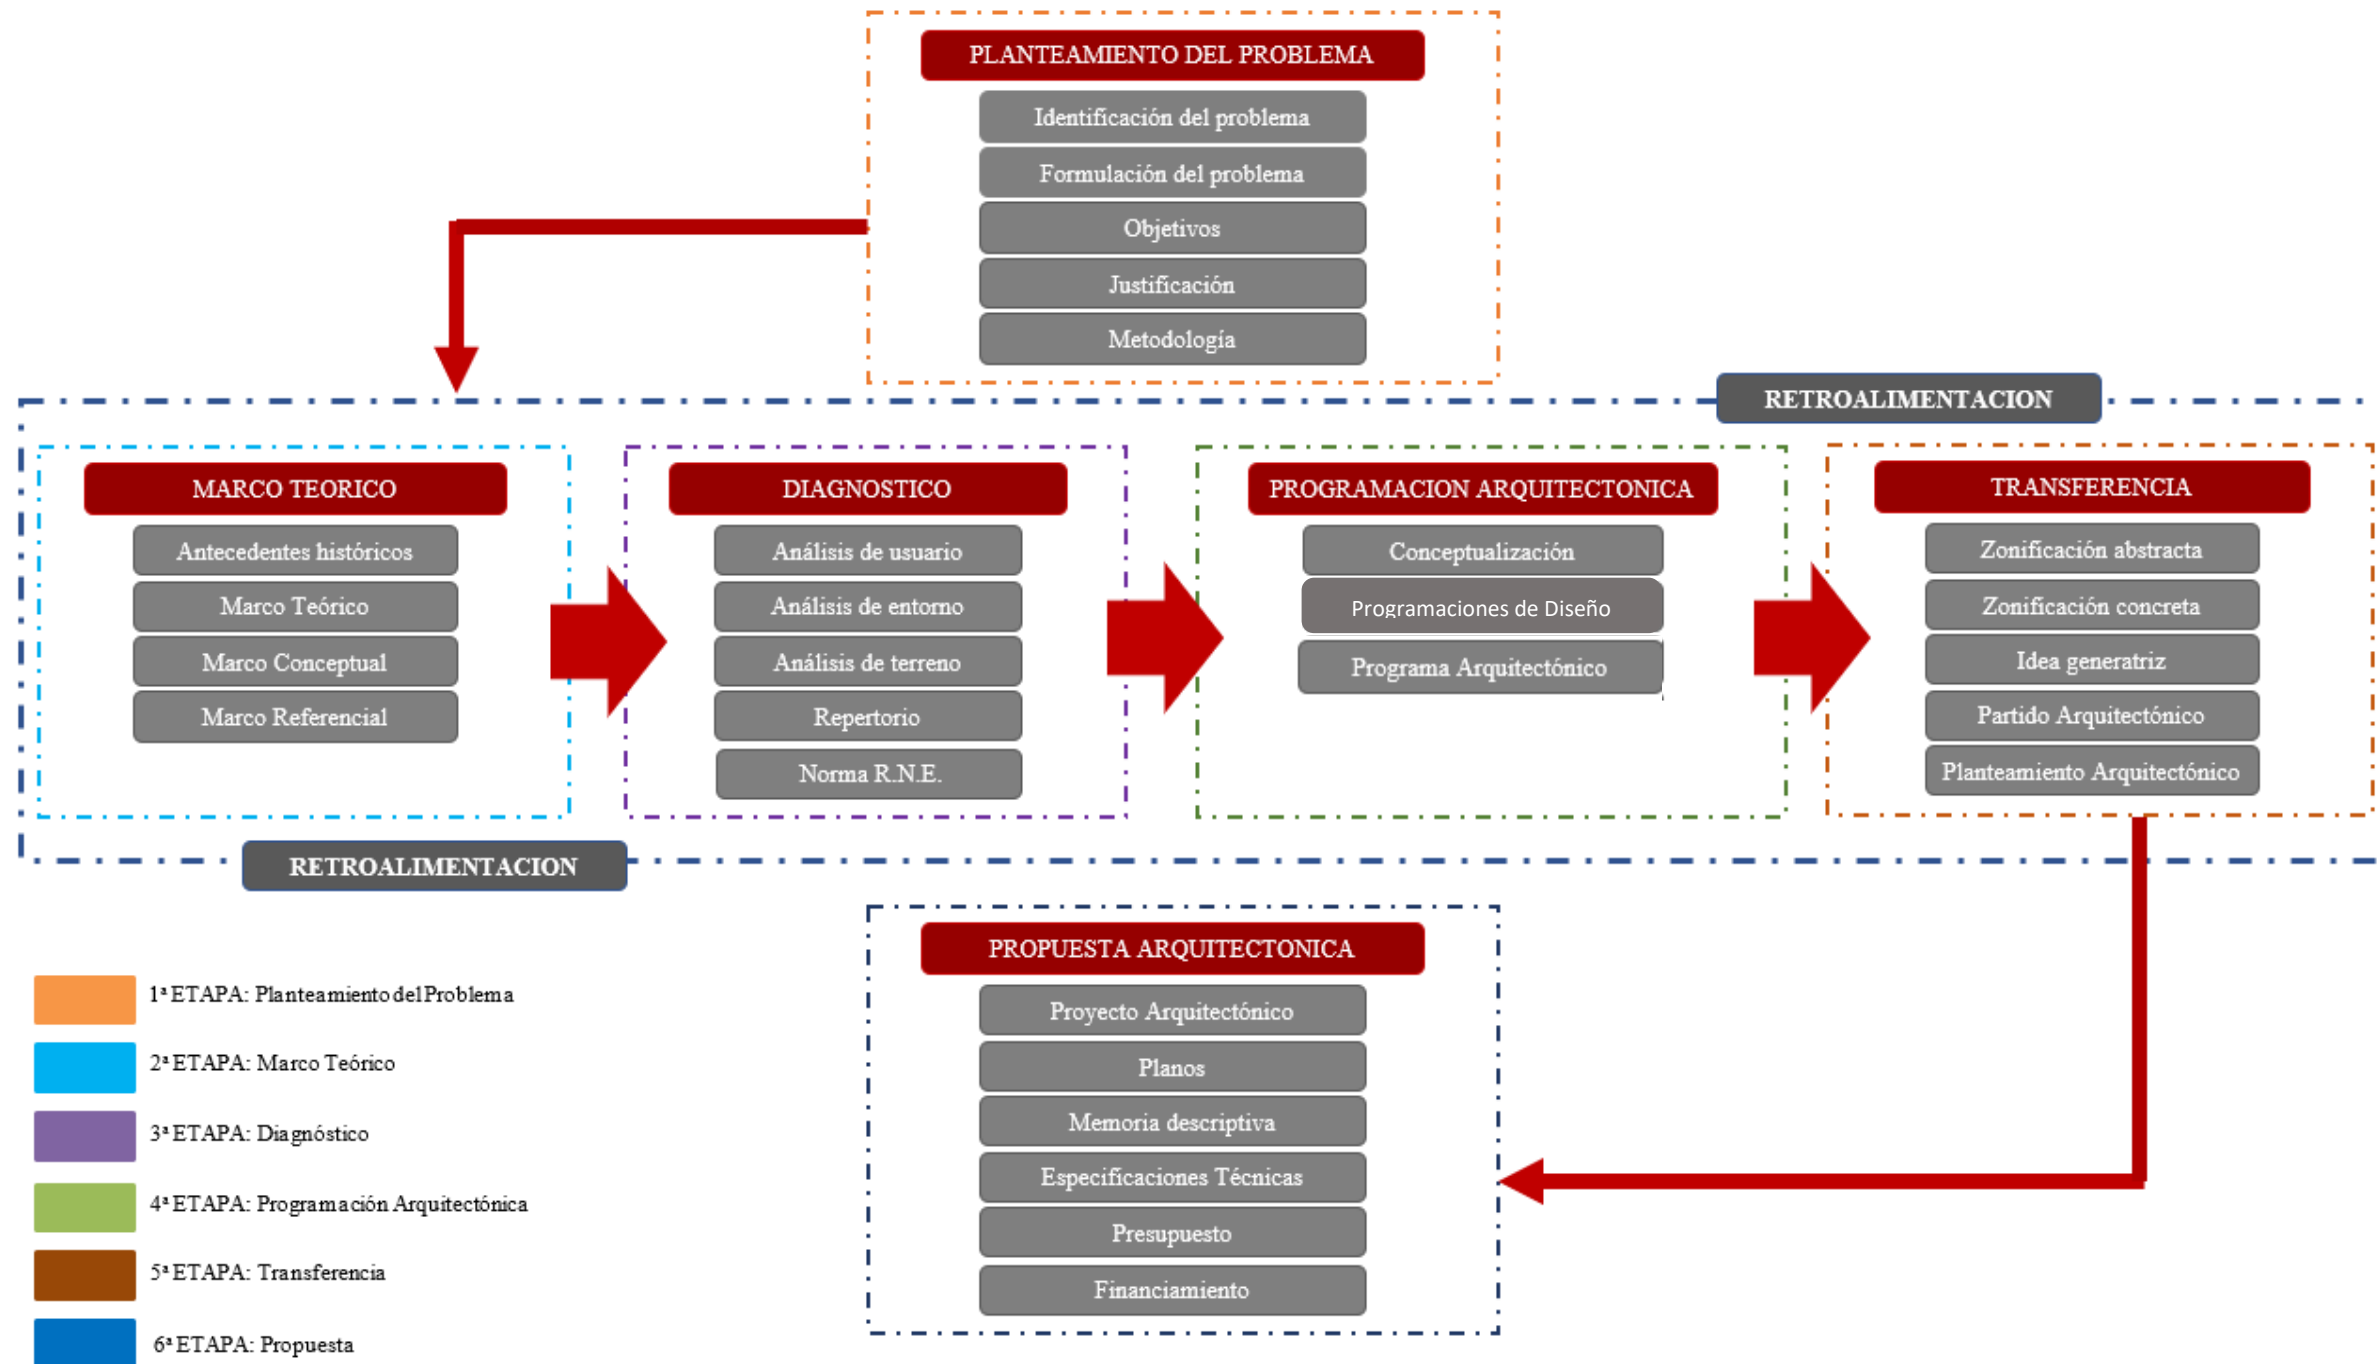 PLANTEAMIENTO DEL PROBLEMA
Identificación del problema
Formulación del problema
Objetivos
Justificación
Metodología
RETROALIMENTACION
MARCO TEORICO
Antecedentes históricos
Marco Teórico
Marco Conceptual
Marco Referencial
DIAGNOSTICO
Análisis de usuario
Análisis de entorno
Análisis de terreno
Repertorio
Norma R.N.E.
PROGRAMACION ARQUITECTONICA
Conceptualización
Programaciones de Diseño
Programa Arquitectónico
TRANSFERENCIA
Zonificación abstracta
Zonificación concreta
Idea generatriz
Partido Arquitectónico
Planteamiento Arquitectónico
RETROALIMENTACION
PROPUESTA ARQUITECTONICA
Proyecto Arquitectónico
Planos
Memoria descriptiva
Especificaciones Técnicas
Presupuesto
Financiamiento
1ª ETAPA: Planteamiento del Problema
2ª ETAPA: Marco Teórico
3ª ETAPA: Diagnóstico
4ª ETAPA: Programación Arquitectónica
5ª ETAPA: Transferencia
6ª ETAPA: Propuesta